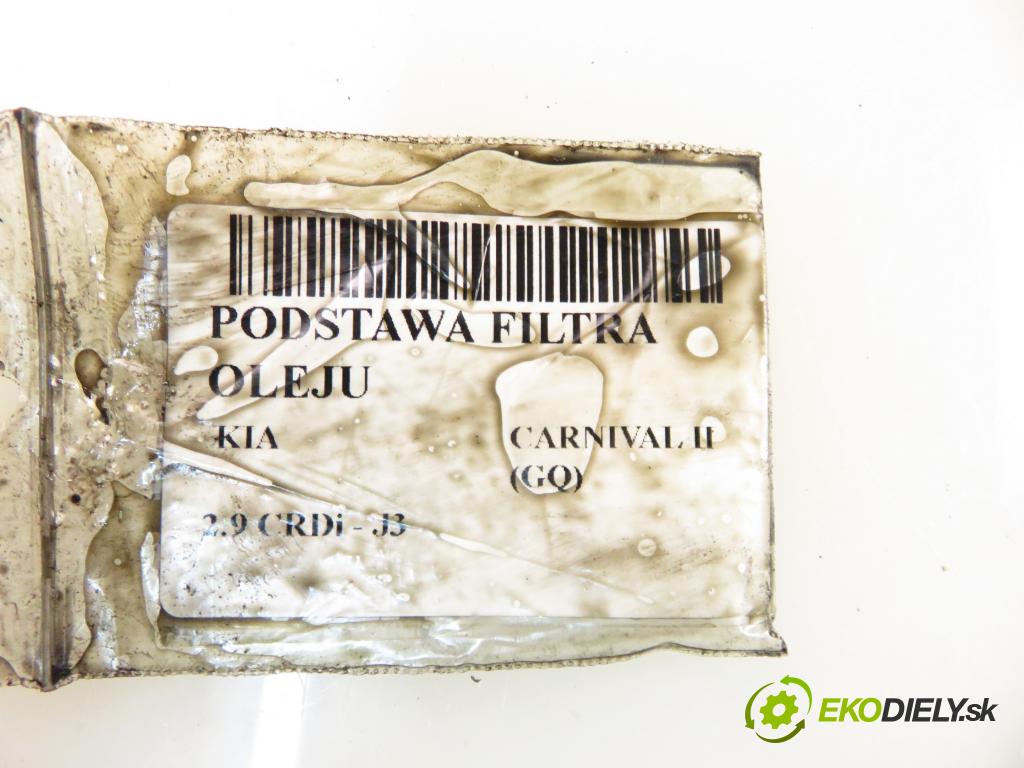 PODSTAWA FILTRA
OLEJU
KIA CARNIVAL II
(GQ)
2.9 CRDi - J3
EKODIELY.sk